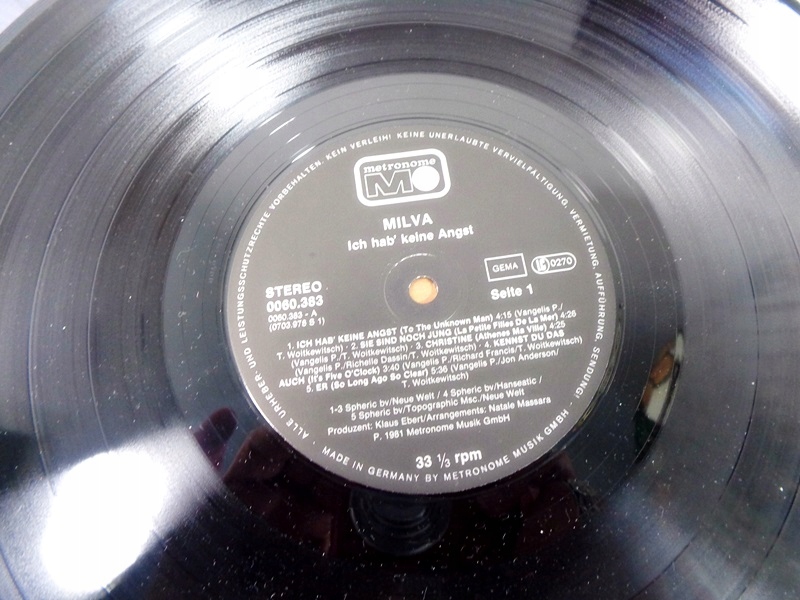 ALLE URHEBER- UND LEISTUNGSSCHUTZRECHTE VORBEHALTEN. KEIN VERLEIH! KEINE UNERLAUBTE VERVIELFÄLTIGUNG, VERMIETUNG, AUFFÜHRUNG, SENDUNG!
metronome
MO
MILVA
Ich hab' keine Angst
GEMA
LC 0270
STEREO
0060.383
Seite 1
0060.383 - A
(0703.978 S 1)
1. ICH HAB' KEINE ANGST (To The Unknown Man) 4:15 (Vangelis P./
T. Woitkewitsch) · 2. SIE SIND NOCH JUNG (La Petite Filles De La Mer) 4:26
(Vangelis P./T. Woitkewitsch) · 3. CHRISTINE (Athenes Ma Ville) 4:25
(Vangelis P./Richelle Dassin/T. Woitkewitsch) · 4. KENNST DU DAS
AUCH (It's Five O'Clock) 3:40 (Vangelis P./Richard Francis/T. Woitkewitsch)
5. ER (So Long Ago So Clear) 5:36 (Vangelis P./Jon Anderson/
T. Woitkewitsch)
1-3 Spheric bv/Neue Welt / 4 Spheric bv/Hanseatic /
5 Spheric bv/Topographic Msc./Neue Welt
Produzent: Klaus Ebert/Arrangements: Natale Massara
P. 1981 Metronome Musik GmbH
33 1/3 rpm
MADE IN GERMANY BY METRONOME MUSIK GMBH